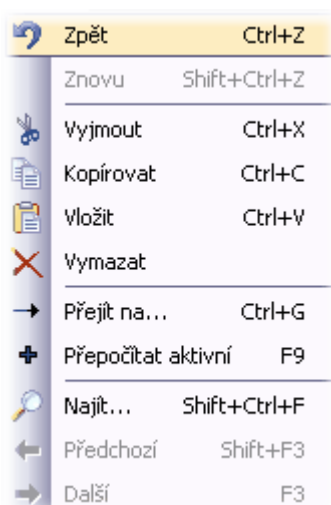 Zpět Ctrl+Z
Znovu Shift+Ctrl+Z
Vyjmout Ctrl+X
Kopírovat Ctrl+C
Vložit Ctrl+V
Vymazat
Přejít na... Ctrl+G
Přepočítat aktivní F9
Najít... Shift+Ctrl+F
Předchozí Shift+F3
Další F3